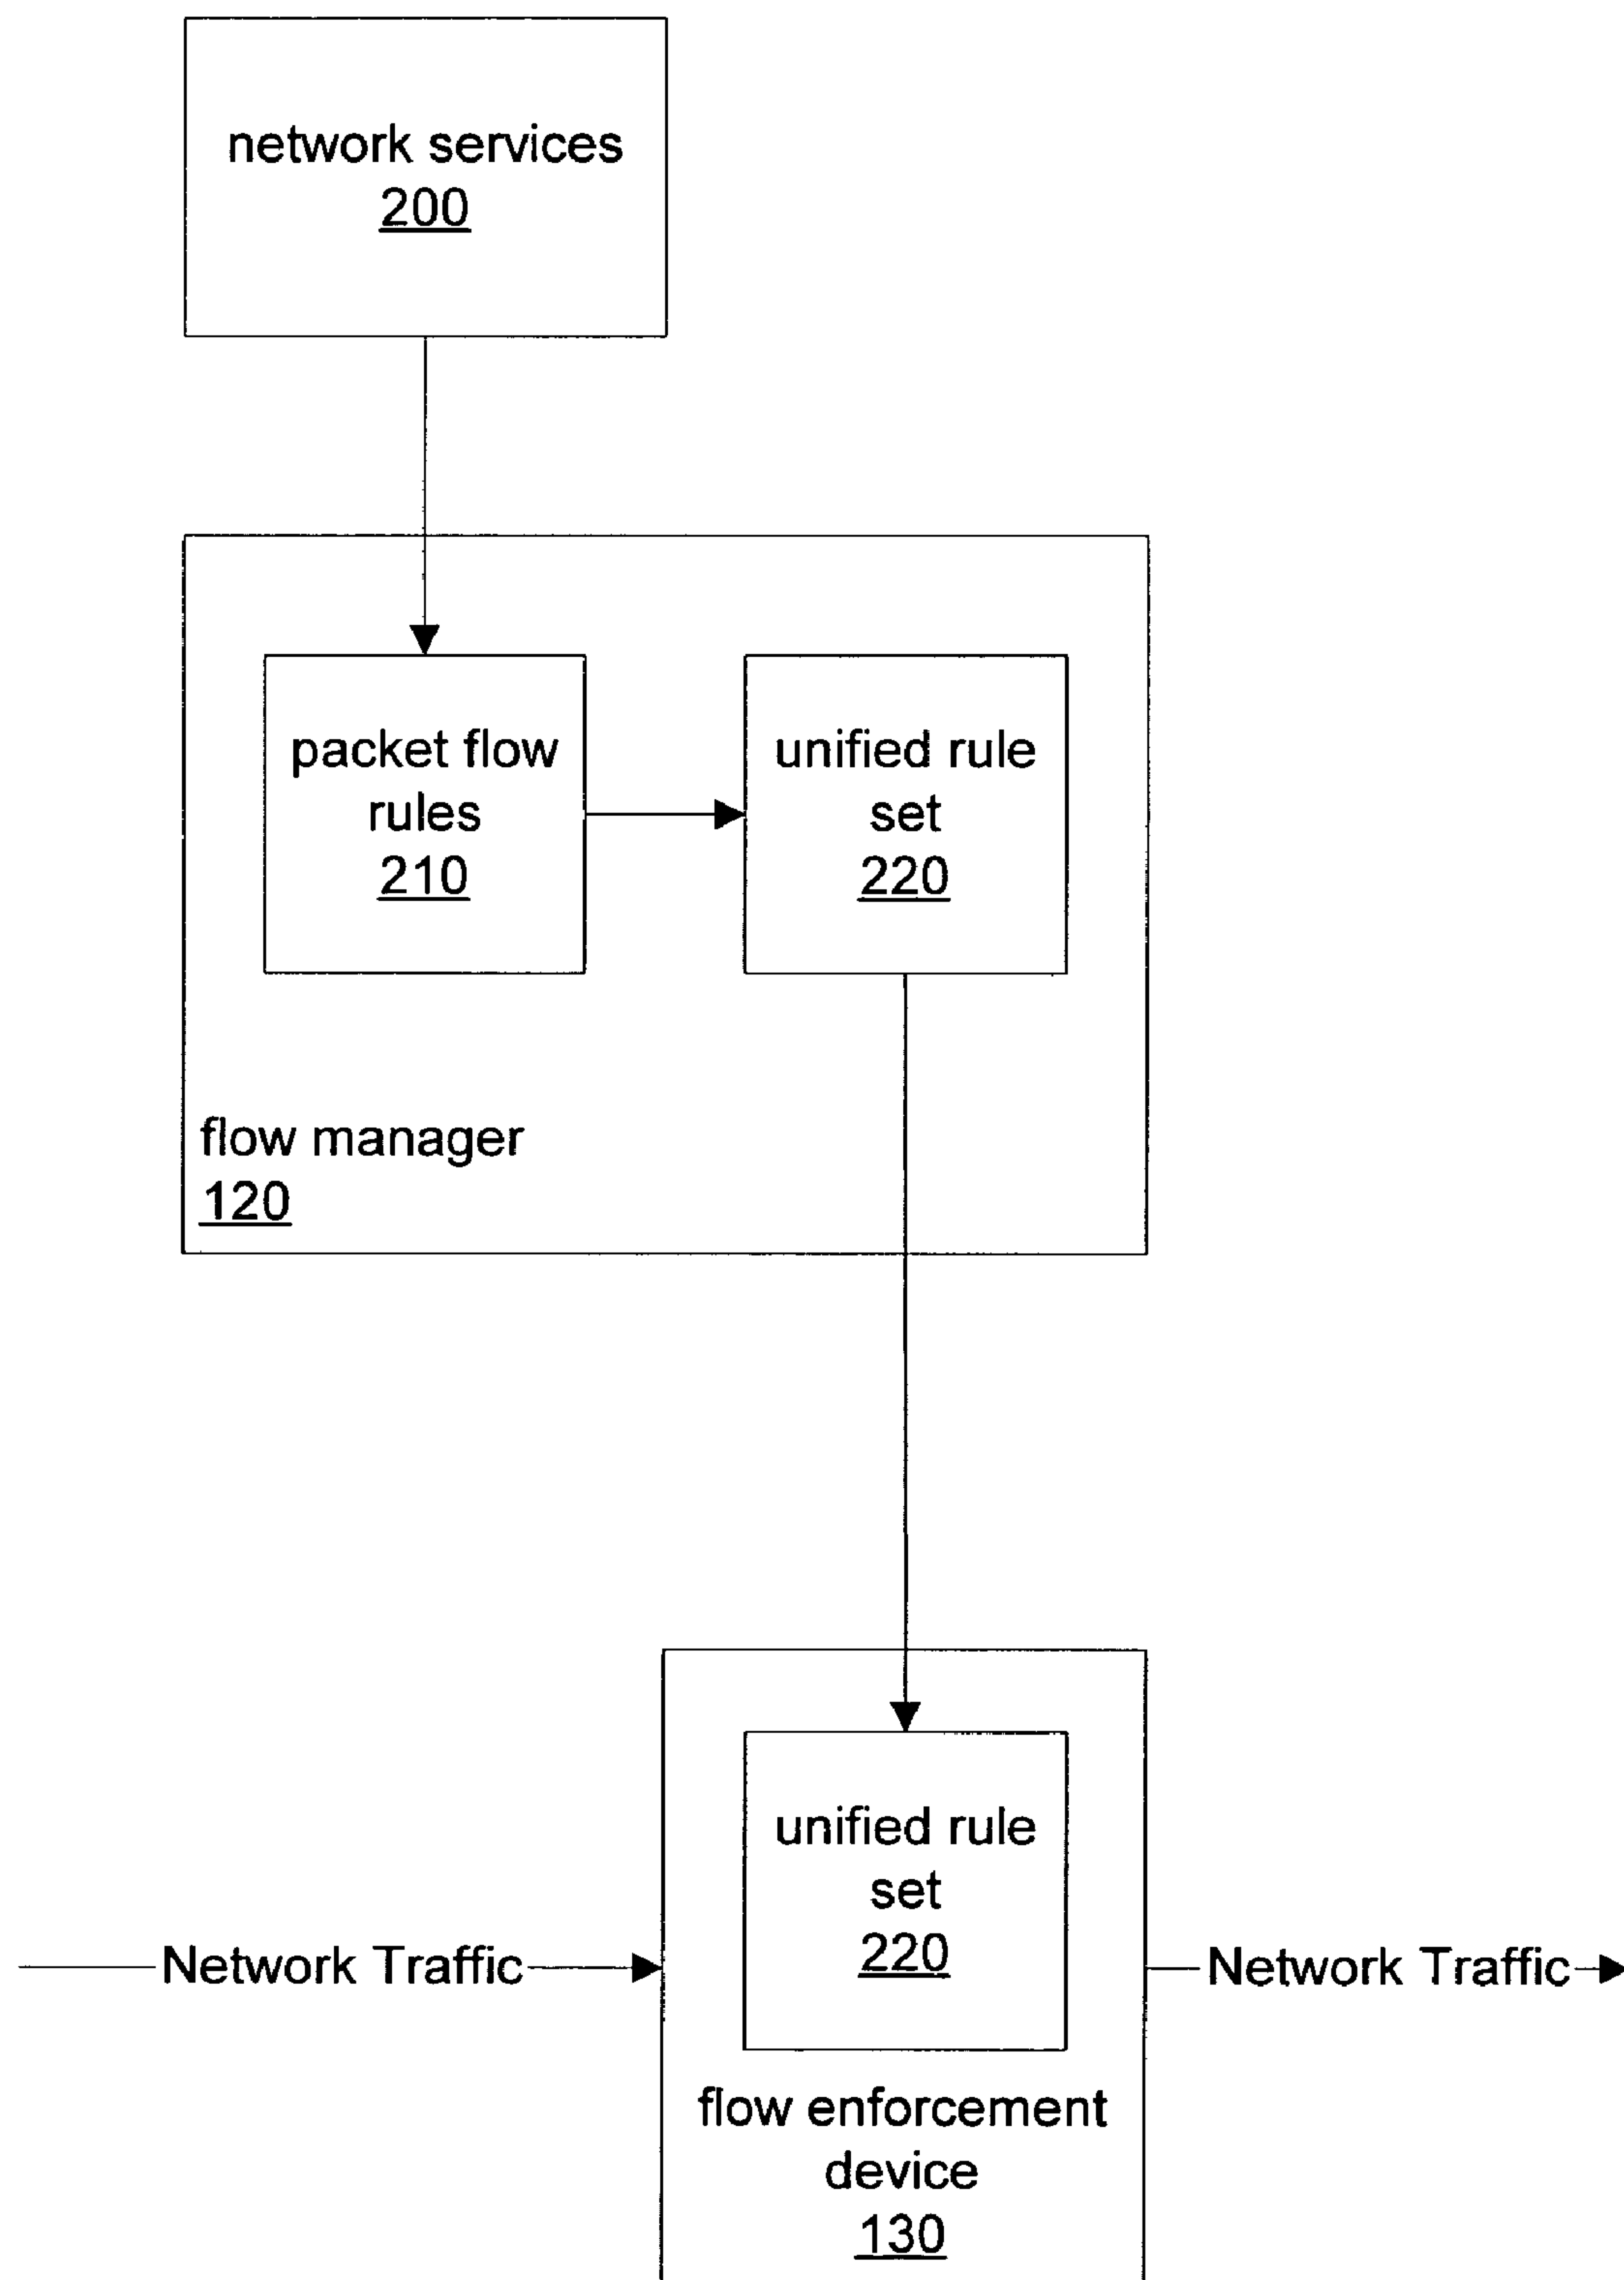 network services
200
packet flow
rules
210
unified rule
set
220
flow manager
120
unified rule
set
220
Network Traffic
Network Traffic
flow enforcement
device
130